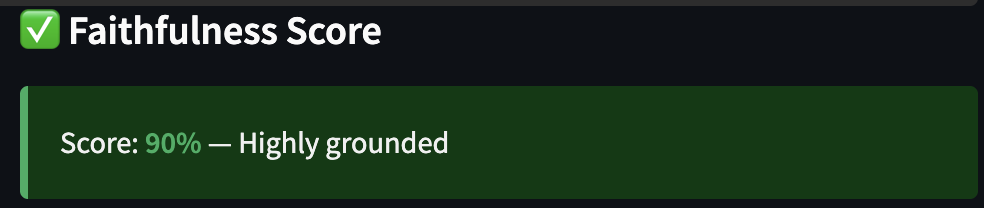 ✅ Faithfulness Score
Score: 90% — Highly grounded